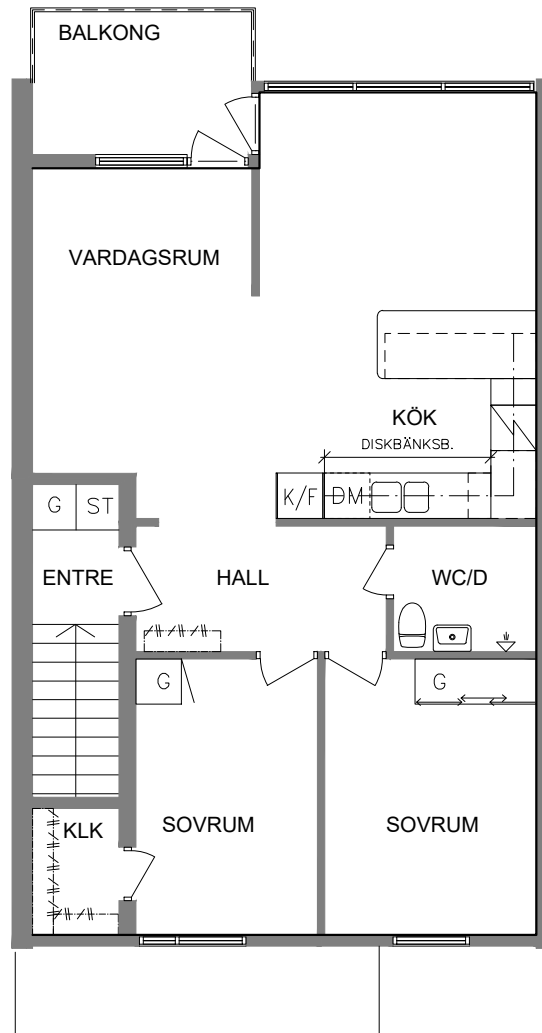 BALKONG
VARDAGSRUM
KÖK
DISKBÄNKSB.
K/F DM
G ST
ENTRE
HALL
WC/D
G
G
KLK
SOVRUM
SOVRUM